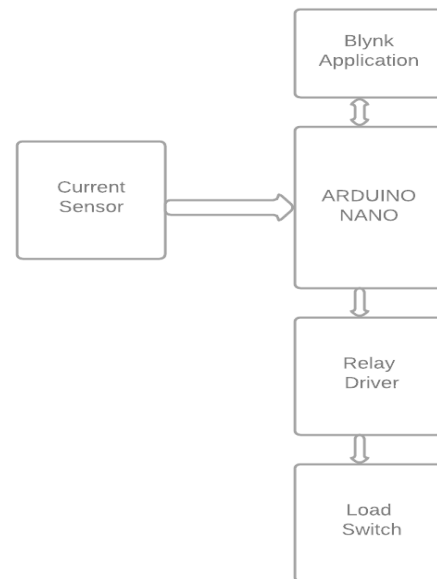 Blynk
Application
Current
Sensor
ARDUINO
NANO
Relay
Driver
Load
Switch